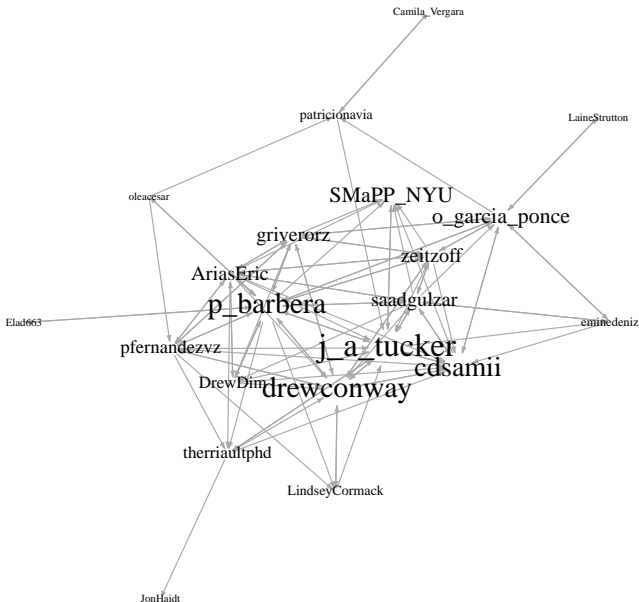 Camila_Vergara
patricionavia
LaineStrutton
oleacesar
SMaPP_NYU
o_garcia_ponce
griverorz
zeitzoff
AriasEric
p_barbera
saadgulzar
Elad663
eminedeniz
pfernandezvz
j_a_tucker
cdsamii
DrewDim
drewconway
therriaultphd
LindseyCormack
JonHaidt